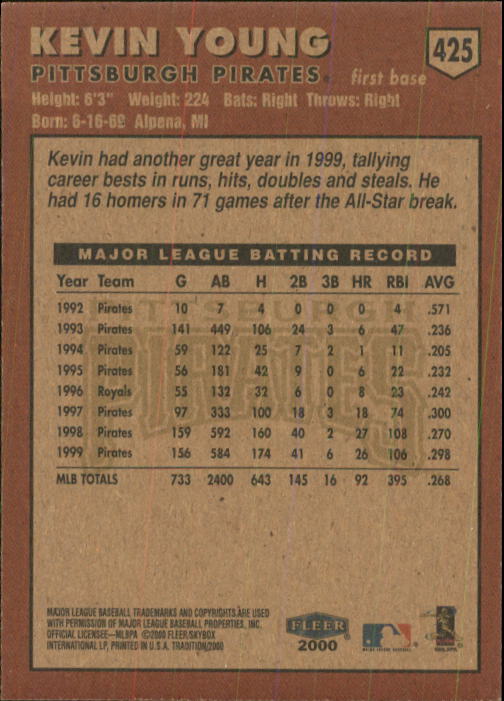 KEVIN YOUNG
425
PITTSBURGH PIRATES first base
Height: 6'3" Weight: 224 Bats: Right Throws: Right
Born: 6-16-69 Alpena, MI
Kevin had another great year in 1999, tallying
career bests in runs, hits, doubles and steals. He
had 16 homers in 71 games after the All-Star break.
MAJOR LEAGUE BATTING RECORD
Year Team G AB H 2B 3B HR RBI AVG
1992 Pirates 10 7 4 0 0 0 4 .571
1993 Pirates 141 449 106 24 3 6 47 .236
1994 Pirates 59 122 25 7 2 1 11 .205
1995 Pirates 56 181 42 9 0 6 22 .232
1996 Royals 55 132 32 6 0 8 23 .242
1997 Pirates 97 333 100 18 3 18 74 .300
1998 Pirates 159 592 160 40 2 27 108 .270
1999 Pirates 156 584 174 41 6 26 106 .298
MLB TOTALS 733 2400 643 145 16 92 395 .268
PITTSBURGH
PIRATES
MAJOR LEAGUE BASEBALL TRADEMARKS AND COPYRIGHTS ARE USED
WITH PERMISSION OF MAJOR LEAGUE BASEBALL PROPERTIES, INC.
OFFICIAL LICENSEE—MLBPA ©2000 FLEER/SKYBOX
INTERNATIONAL LP, PRINTED IN U.S.A. TRADITION/2000
FLEER
2000